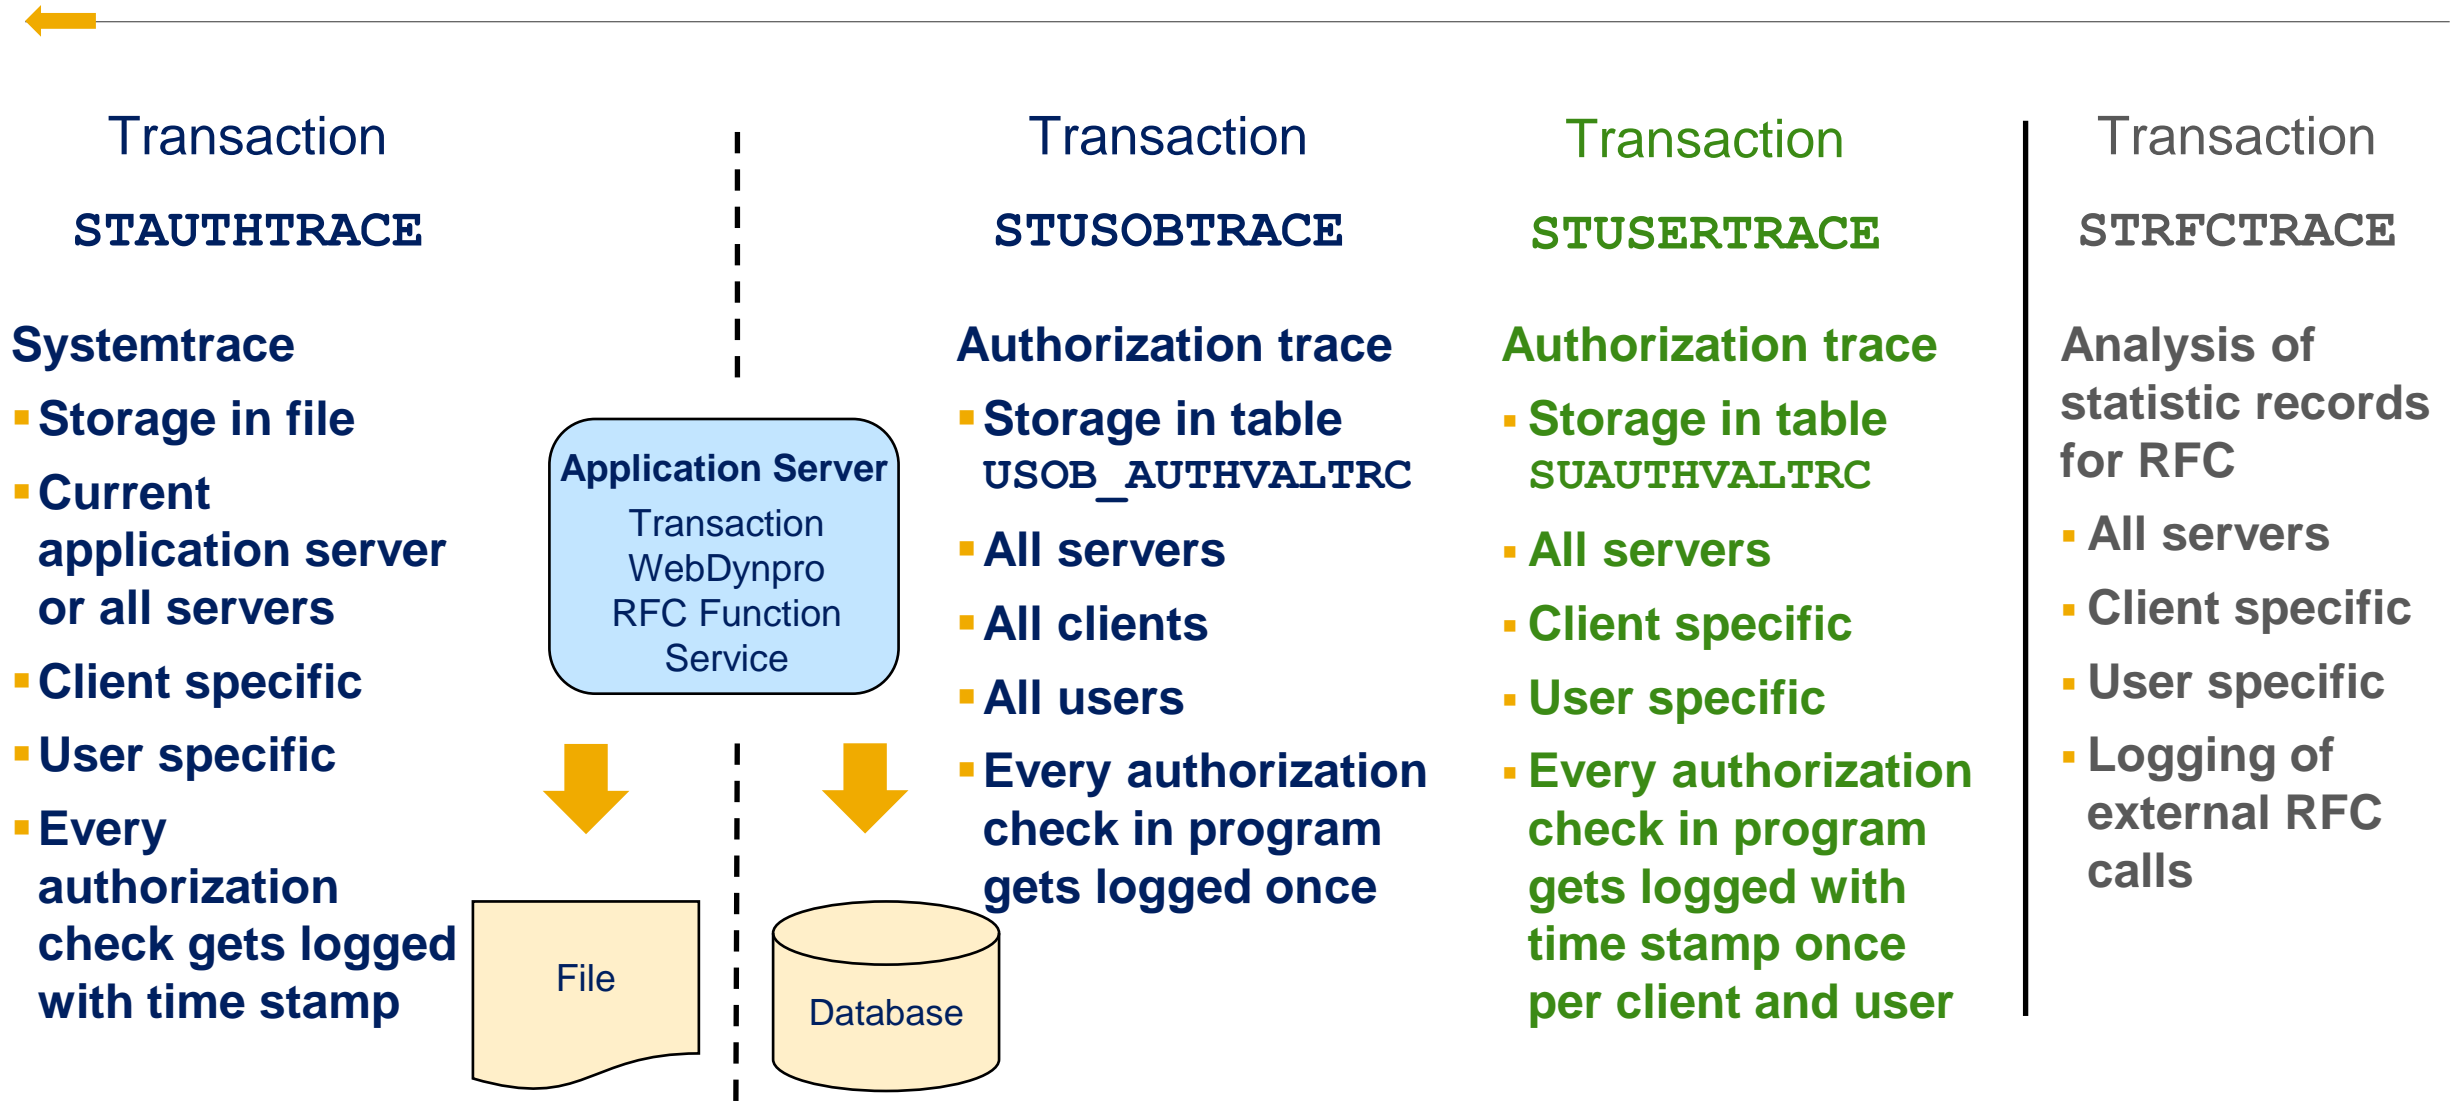 Transaction
STAUTHTRACE
Systemtrace
Storage in file
Current
application server
or all servers
Client specific
User specific
Every
authorization
check gets logged
with time stamp
Application Server
Transaction
WebDynpro
RFC Function
Service
File
Database
Transaction
STUSOBTRACE
Authorization trace
Storage in table
USOB_AUTHVALTRC
All servers
All clients
All users
Every authorization
check in program
gets logged once
Transaction
STUSERTRACE
Authorization trace
Storage in table
SUAUTHVALTRC
All servers
Client specific
User specific
Every authorization
check in program
gets logged with
time stamp once
per client and user
Transaction
STRFCTRACE
Analysis of
statistic records
for RFC
All servers
Client specific
User specific
Logging of
external RFC
calls